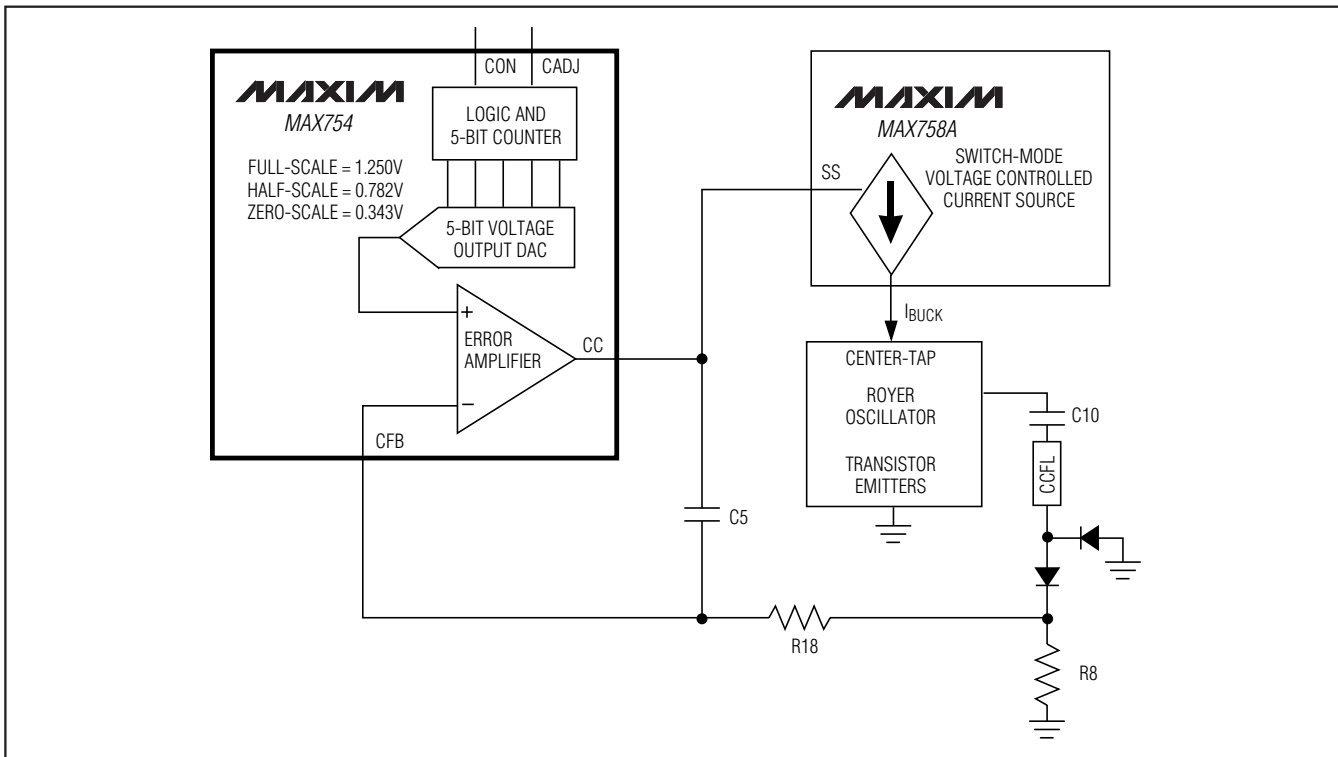 CON
CADJ
MAXIM
MAX754
LOGIC AND
5-BIT COUNTER
FULL-SCALE = 1.250V
HALF-SCALE = 0.782V
ZERO-SCALE = 0.343V
5-BIT VOLTAGE
OUTPUT DAC
+
ERROR
AMPLIFIER
−
CC
CFB
MAXIM
MAX758A
SS
SWITCH-MODE
VOLTAGE CONTROLLED
CURRENT SOURCE
IBUCK
CENTER-TAP
ROYER
OSCILLATOR
TRANSISTOR
EMITTERS
C10
CCFL
C5
R18
R8